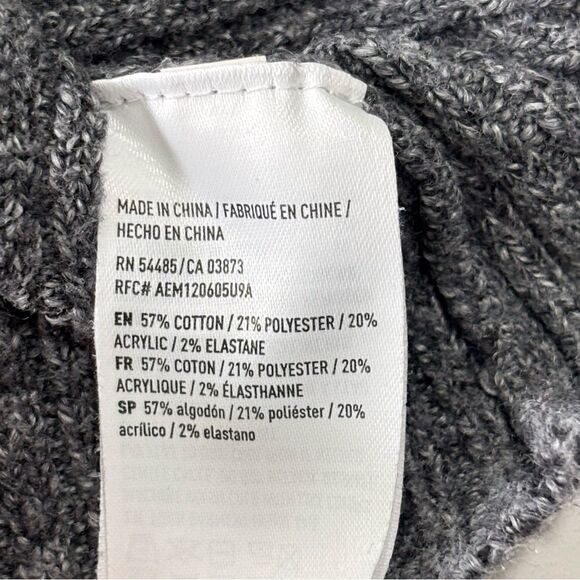 MADE IN CHINA / FABRIQUÉ EN CHINE /
HECHO EN CHINA
RN 54485/CA 03873
RFC# AEM120605U9A
EN 57% COTTON / 21% POLYESTER / 20%
ACRYLIC / 2% ELASTANE
FR 57% COTON / 21% POLYESTER / 20%
ACRYLIQUE / 2% ÉLASTHANNE
SP 57% algodón / 21% poliéster / 20%
acrílico / 2% elastano